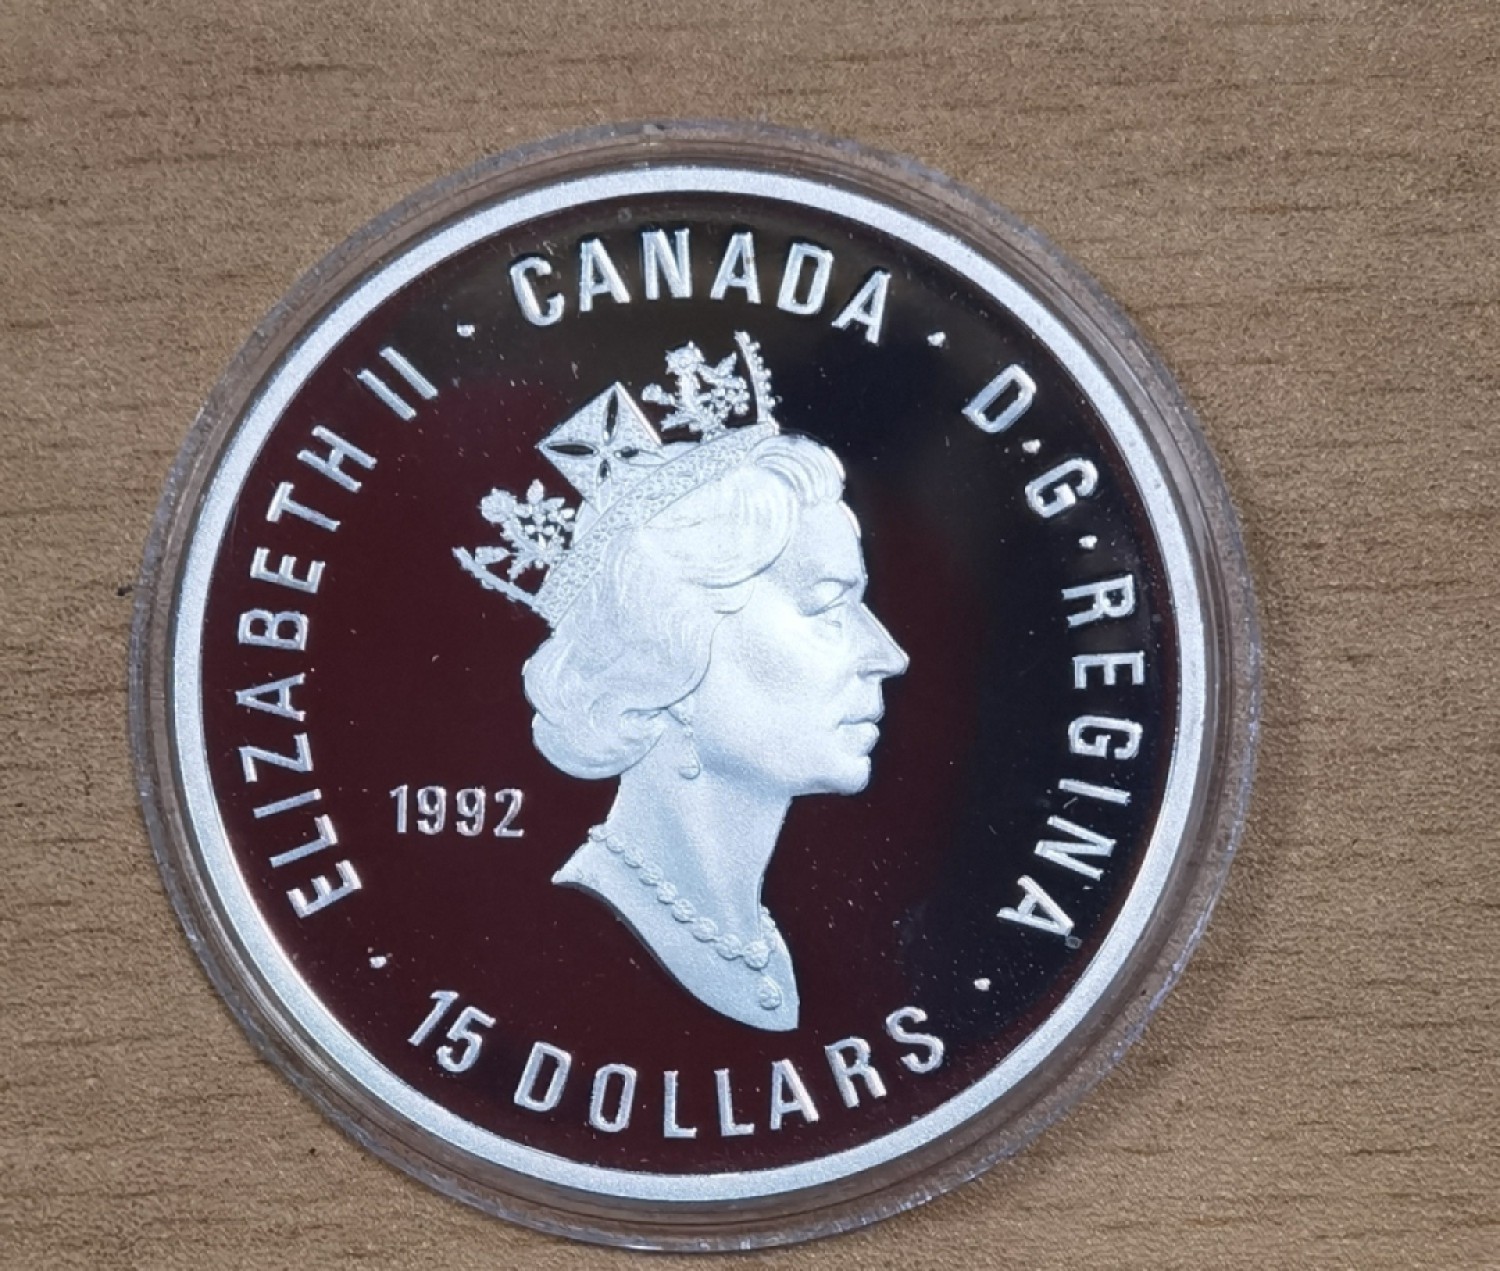 ELIZABETH II · CANADA · D·G·REGINA ·
1992
· 15 DOLLARS